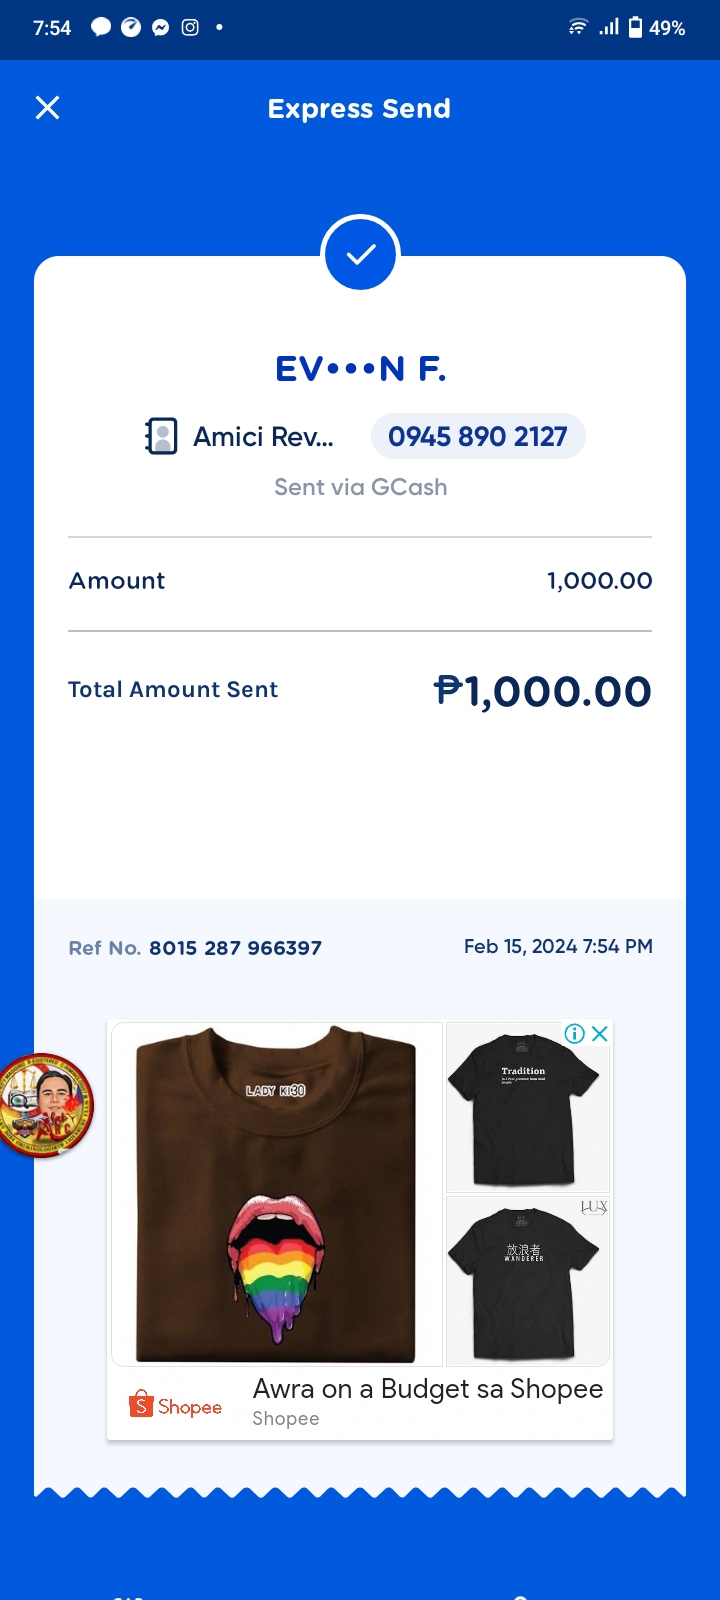 7:54
49%
Express Send
EV•••N F.
Amici Rev... 0945 890 2127
Sent via GCash
Amount 1,000.00
Total Amount Sent ₱1,000.00
Ref No. 8015 287 966397 Feb 15, 2024 7:54 PM
LADY KI30
Tradition
LUX
放浪者
WANDERER
S Shopee
Awra on a Budget sa Shopee
Shopee